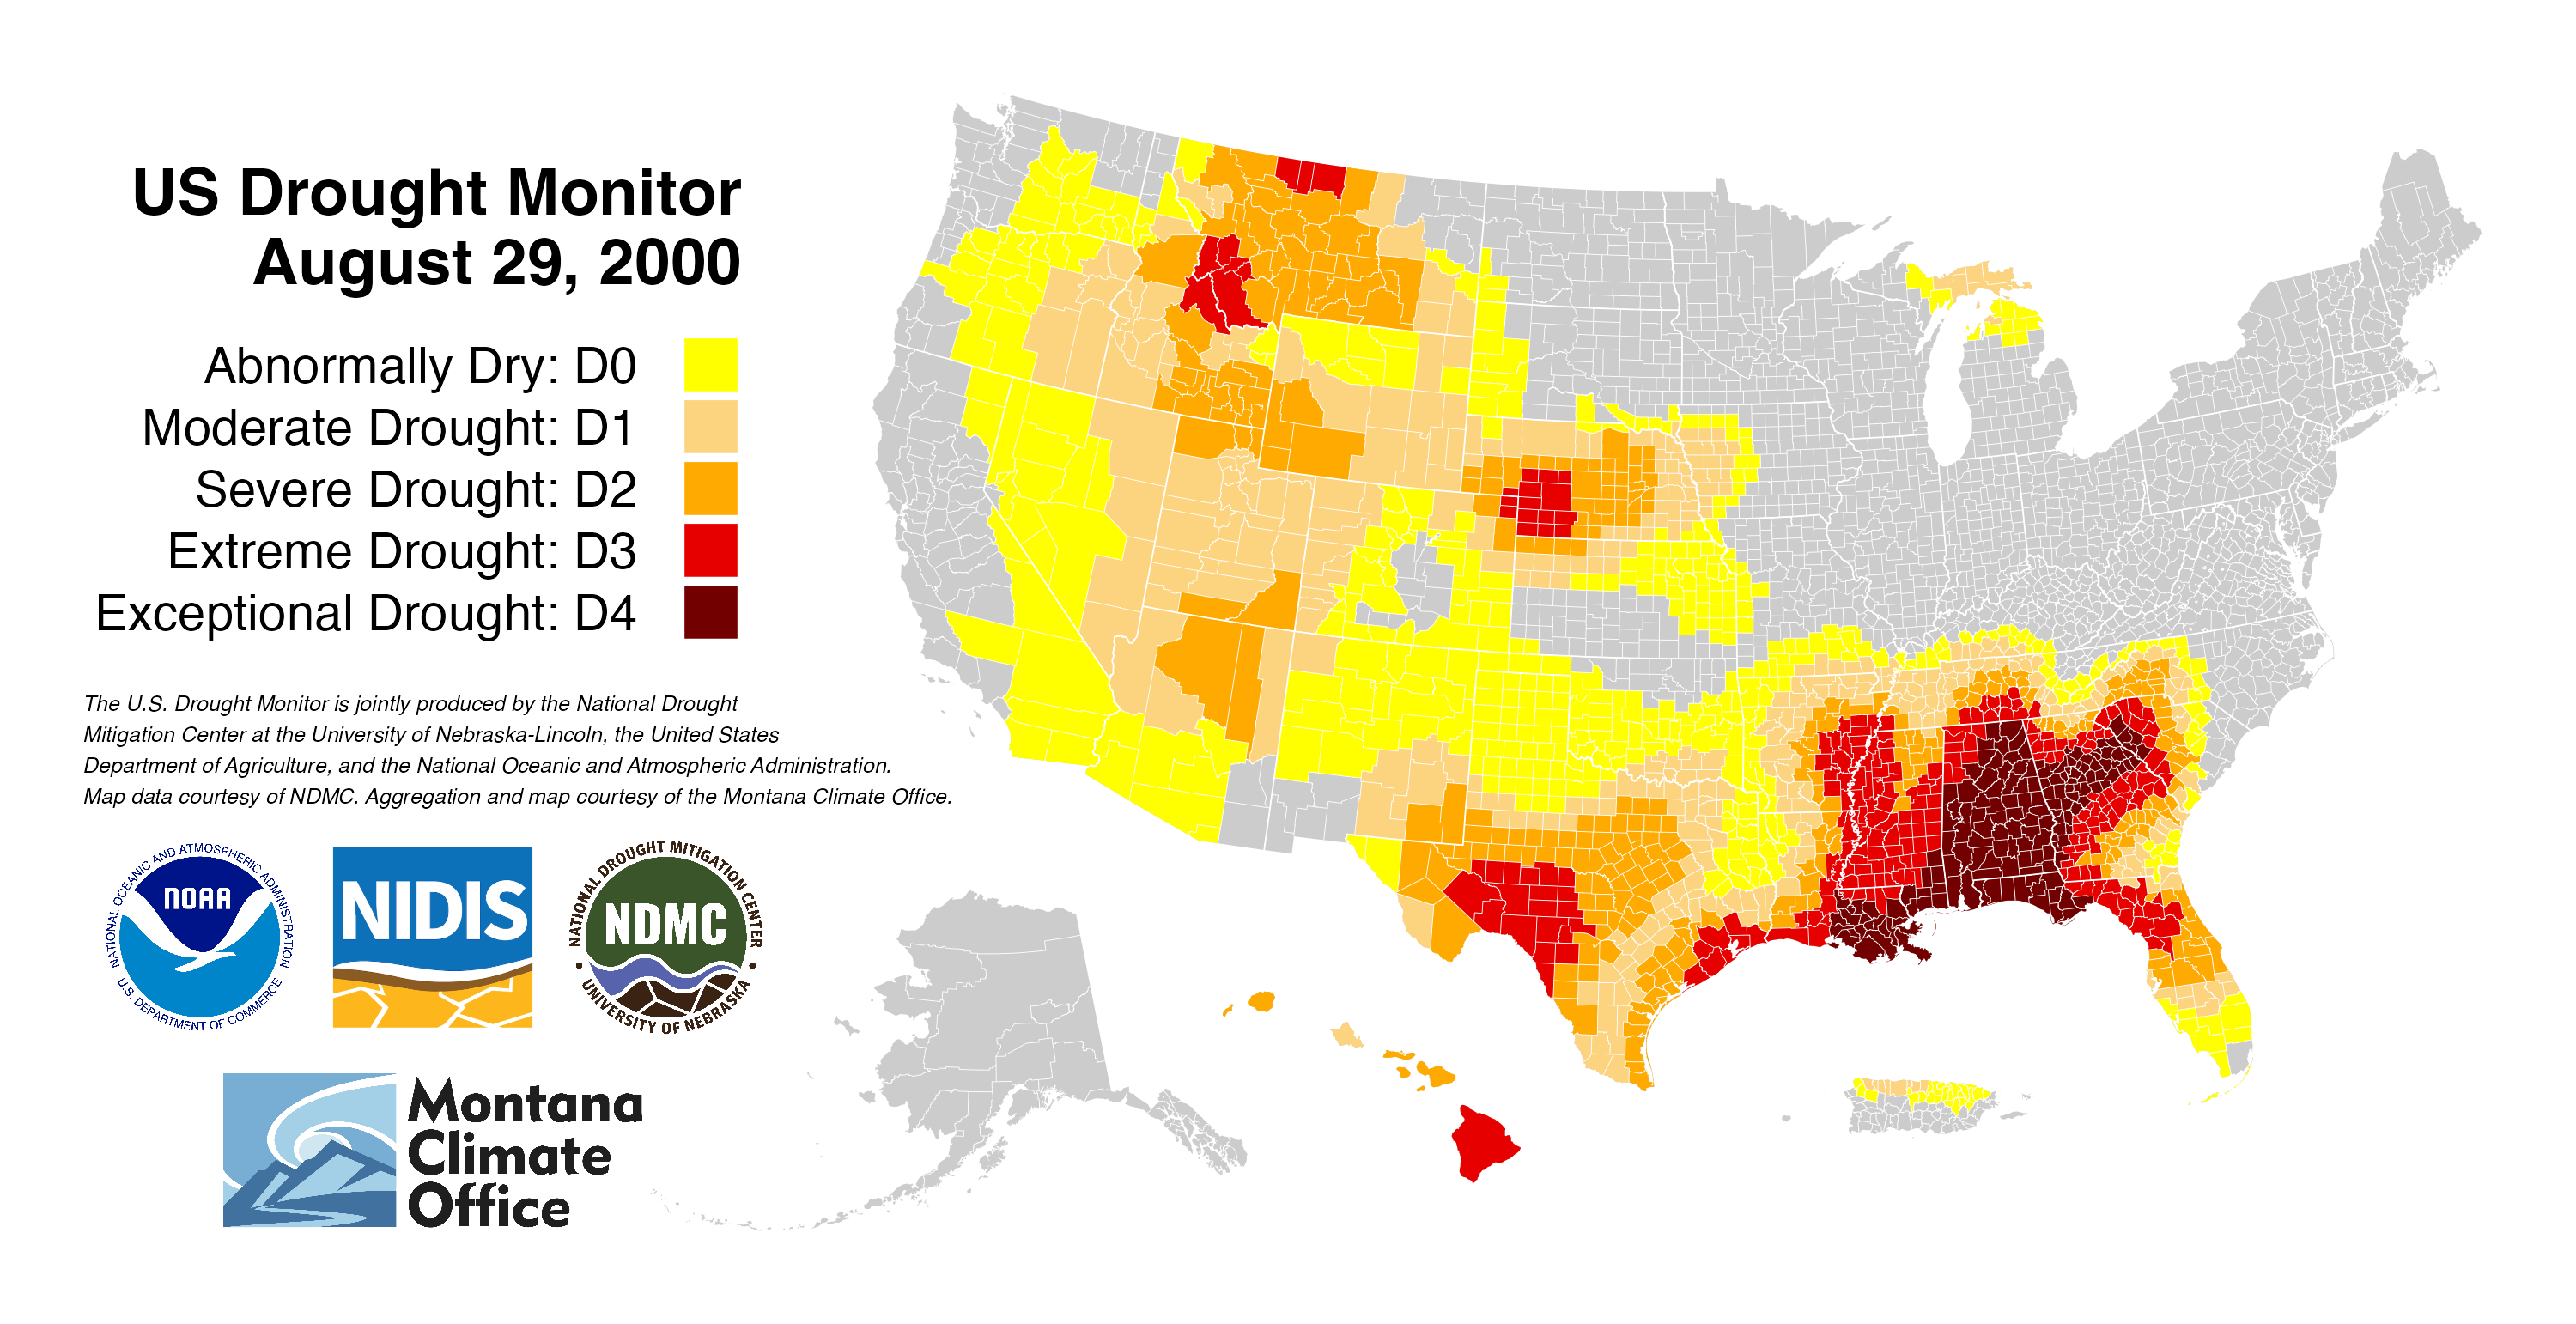 US Drought Monitor
August 29, 2000
Abnormally Dry: D0
Moderate Drought: D1
Severe Drought: D2
Extreme Drought: D3
Exceptional Drought: D4
The U.S. Drought Monitor is jointly produced by the National Drought
Mitigation Center at the University of Nebraska-Lincoln, the United States
Department of Agriculture, and the National Oceanic and Atmospheric Administration.
Map data courtesy of NDMC. Aggregation and map courtesy of the Montana Climate Office.
NATIONAL OCEANIC AND ATMOSPHERIC ADMINISTRATION
NOAA
U.S. DEPARTMENT OF COMMERCE
NIDIS
NATIONAL DROUGHT MITIGATION CENTER
NDMC
UNIVERSITY OF NEBRASKA
Montana
Climate
Office